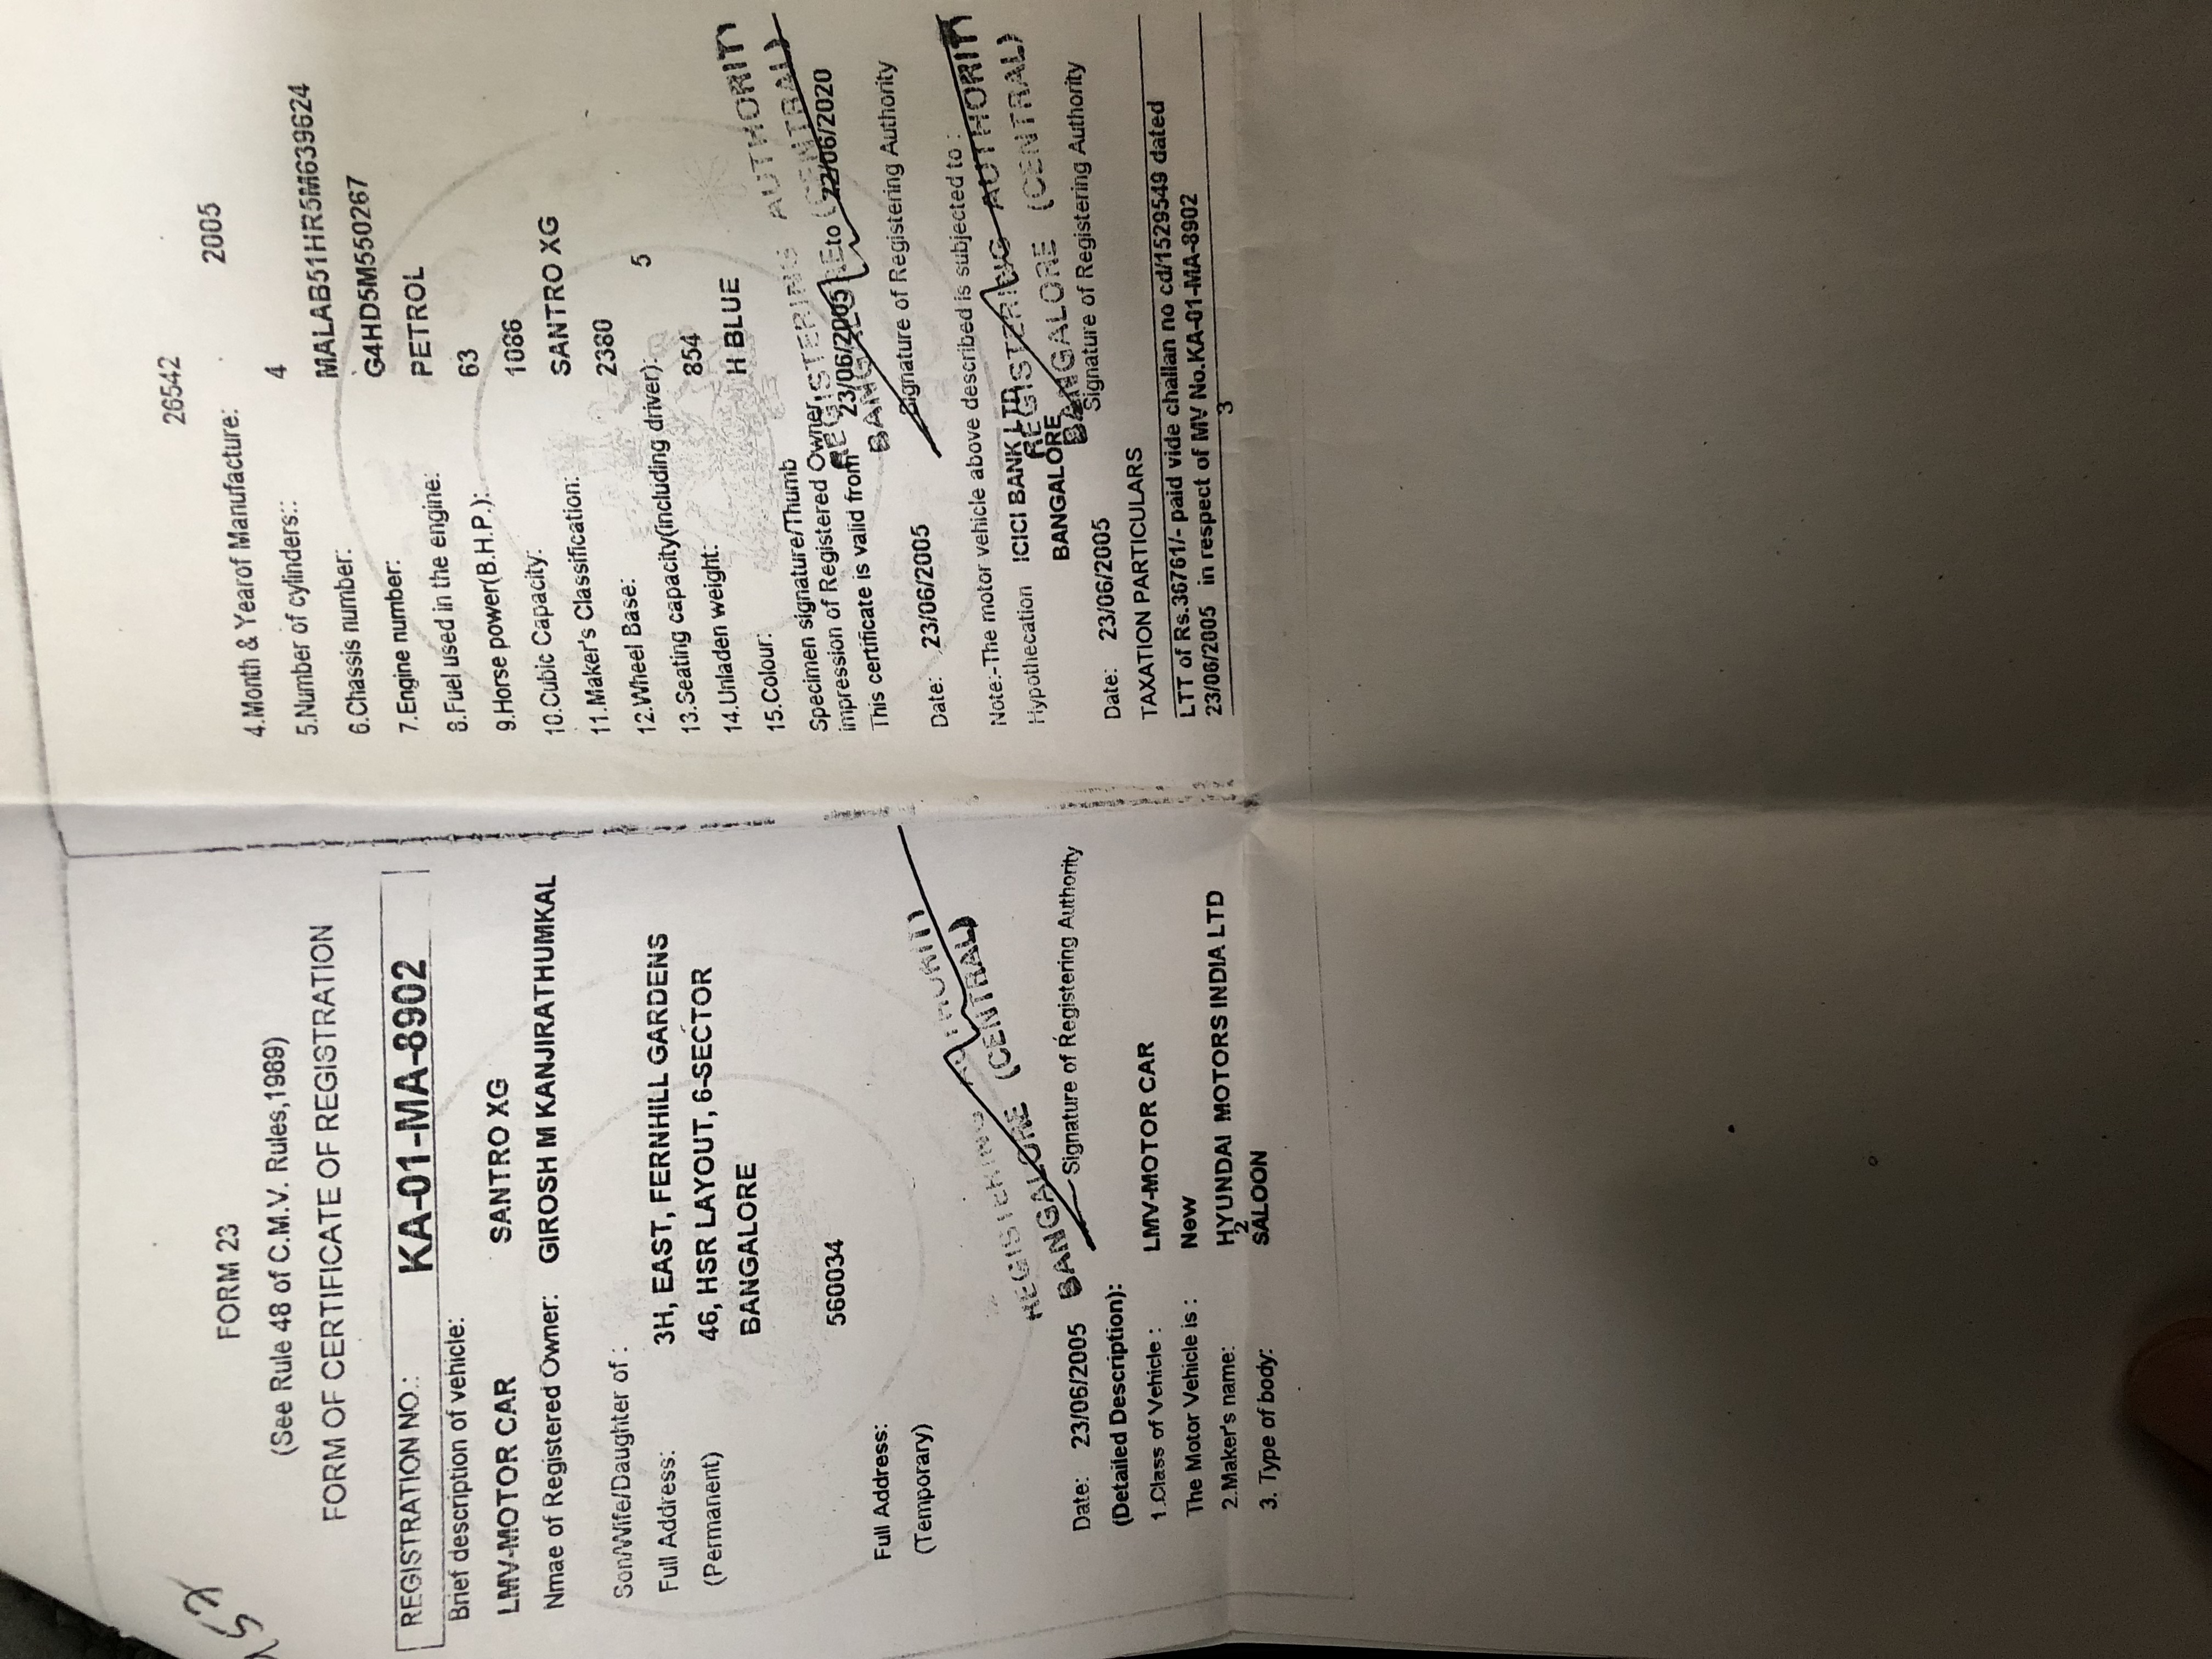 FORM 23
(See Rule 48 of C.M.V. Rules,1989)
FORM OF CERTIFICATE OF REGISTRATION
REGISTRATION NO.: KA-01-MA-8902
Brief description of vehicle:
LMV-MOTOR CAR SANTRO XG
Nmae of Registered Owner: GIROSH M KANJIRATHUMKAL
Son/Wife/Daughter of :
Full Address: 3H, EAST, FERNHILL GARDENS
(Permanent) 46, HSR LAYOUT, 6-SECTOR
BANGALORE
560034
Full Address:
(Temporary)
REGISTERING AUTHORITY
BANGALORE (CENTRAL)
Date: 23/06/2005 Signature of Registering Authority
(Detailed Description):
1.Class of Vehicle : LMV-MOTOR CAR
The Motor Vehicle is : New
2.Maker's name: HYUNDAI MOTORS INDIA LTD
2
3. Type of body: SALOON
26542
4.Month & Yearof Manufacture: 2005
5.Number of cylinders:: 4
6.Chassis number: MALAB51HR5M639624
7.Engine number: G4HD5M550267
8.Fuel used in the engine: PETROL
9.Horse power(B.H.P.): 63
10.Cubic Capacity: 1086
11.Maker's Classification: SANTRO XG
12.Wheel Base: 2380
13.Seating capacity(including driver): 5
14.Unladen weight: 854
15.Colour: H BLUE
Specimen signature/Thumb
impression of Registered Owner
REGISTERING AUTHORITY
BANGALORE (CENTRAL)
This certificate is valid from 23/06/2005 to 22/06/2020
Date: 23/06/2005 Signature of Registering Authority
Note:-The motor vehicle above described is subjected to :
Hypothecation ICICI BANK LTD
BANGALORE
REGISTERING AUTHORITY
BANGALORE (CENTRAL)
Date: 23/06/2005 Signature of Registering Authority
TAXATION PARTICULARS
LTT of Rs.36761/- paid vide challan no cd/1529549 dated
23/06/2005 in respect of MV No.KA-01-MA-8902
3